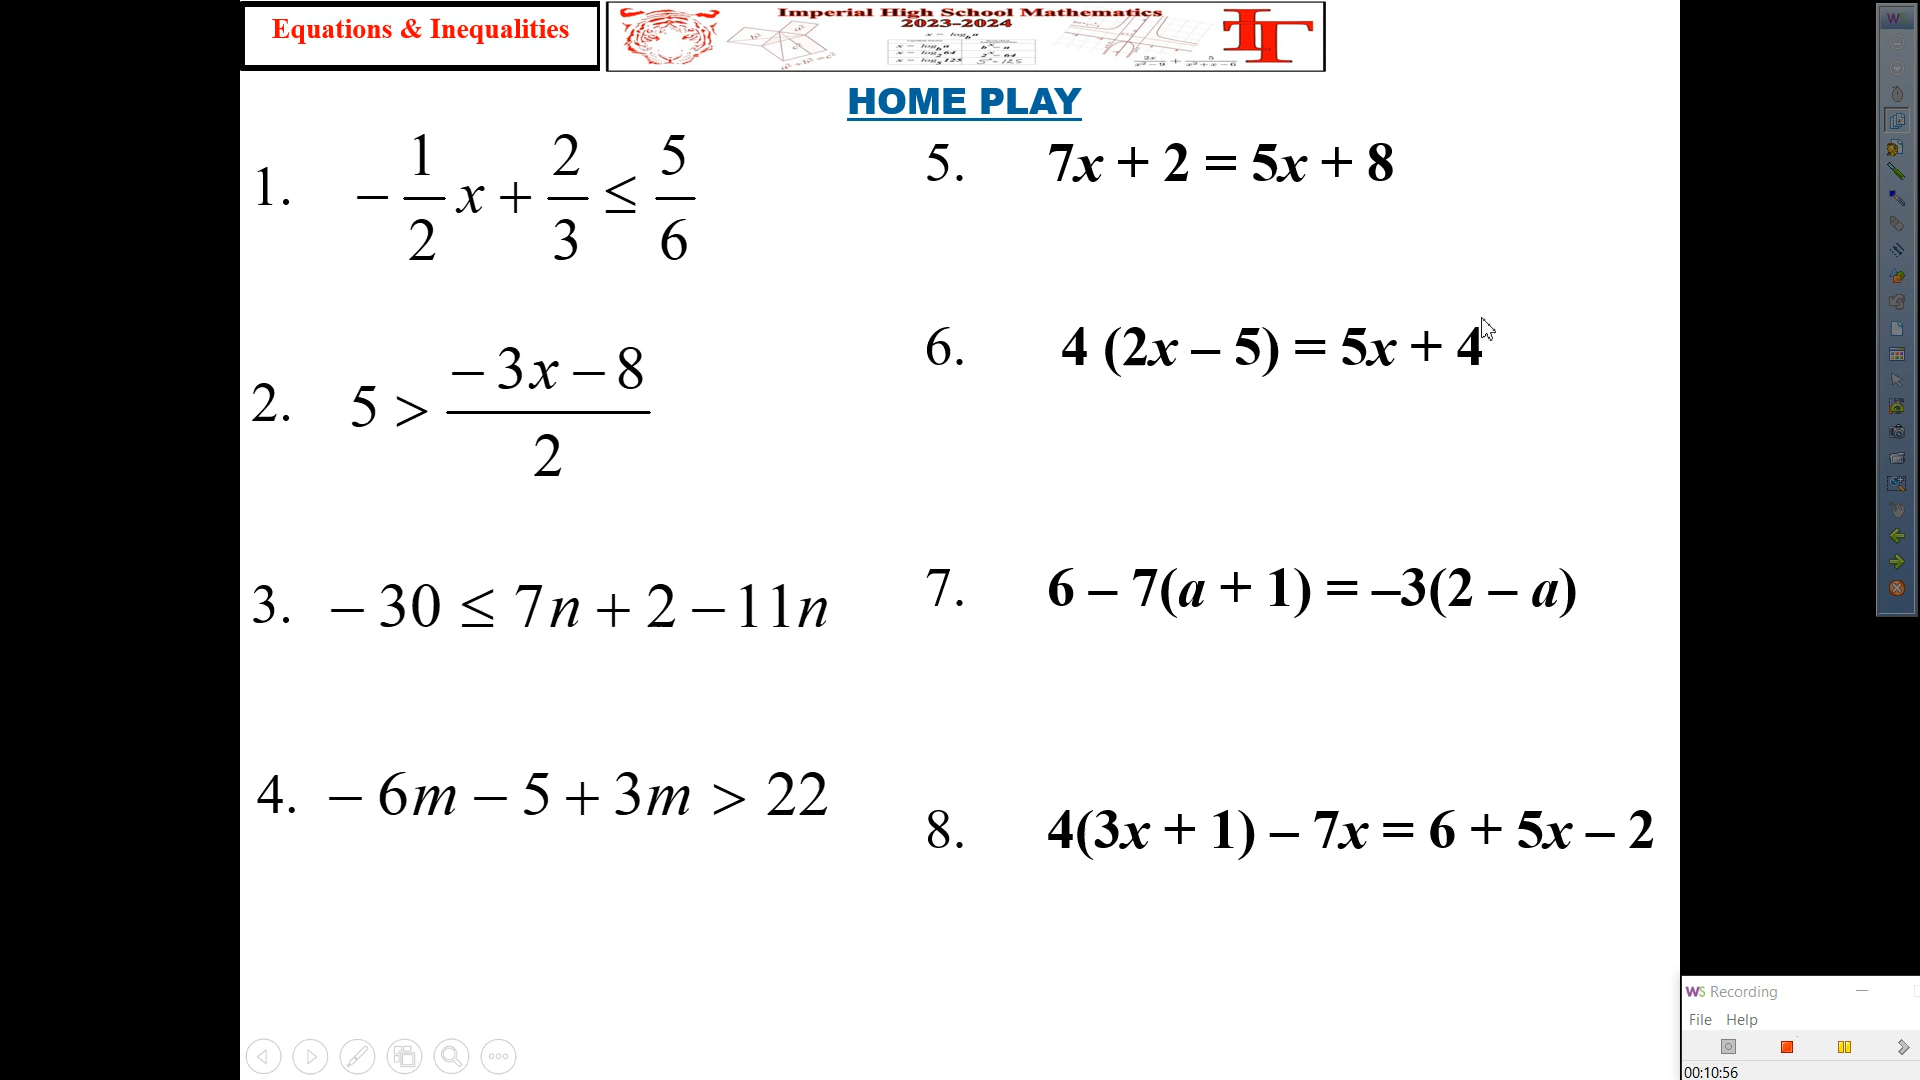 Equations & Inequalities
Imperial High School Mathematics
2023-2024
HOME PLAY
1. -1/2 x + 2/3 ≤ 5/6
2. 5 > (-3x - 8)/2
3. -30 ≤ 7n + 2 - 11n
4. -6m - 5 + 3m > 22
5. 7x + 2 = 5x + 8
6. 4 (2x – 5) = 5x + 4
7. 6 – 7(a + 1) = –3(2 – a)
8. 4(3x + 1) – 7x = 6 + 5x – 2
WS Recording
File Help
00:10:56